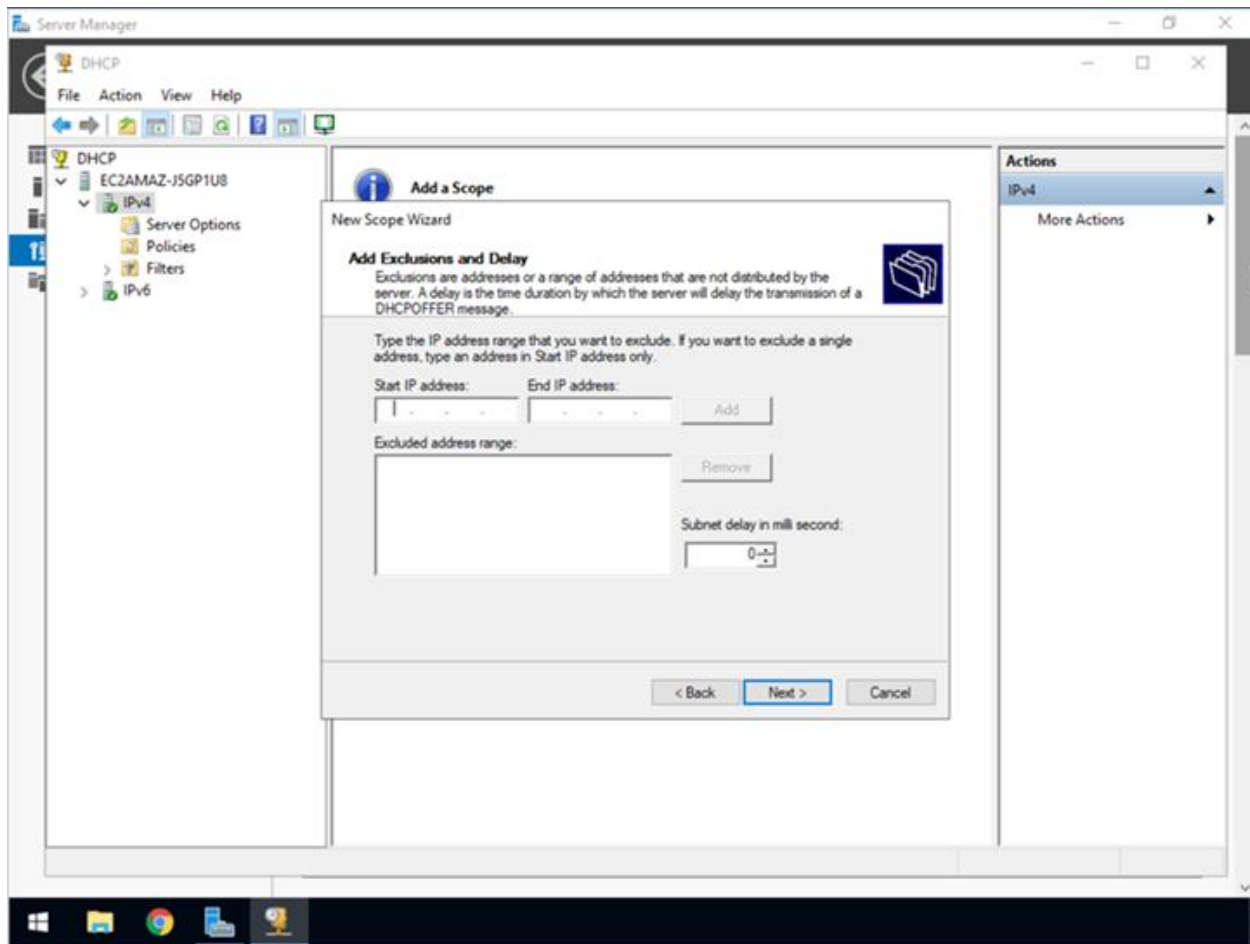 Server Manager
DHCP
File Action View Help
DHCP
EC2AMAZ-J5GP1U8
IPv4
Server Options
Policies
Filters
IPv6
Add a Scope
New Scope Wizard
Add Exclusions and Delay
Exclusions are addresses or a range of addresses that are not distributed by the
server. A delay is the time duration by which the server will delay the transmission of a
DHCPOFFER message.
Type the IP address range that you want to exclude. If you want to exclude a single
address, type an address in Start IP address only.
Start IP address: End IP address:
Add
Excluded address range:
Remove
Subnet delay in milli second:
0
< Back Next > Cancel
Actions
IPv4
More Actions